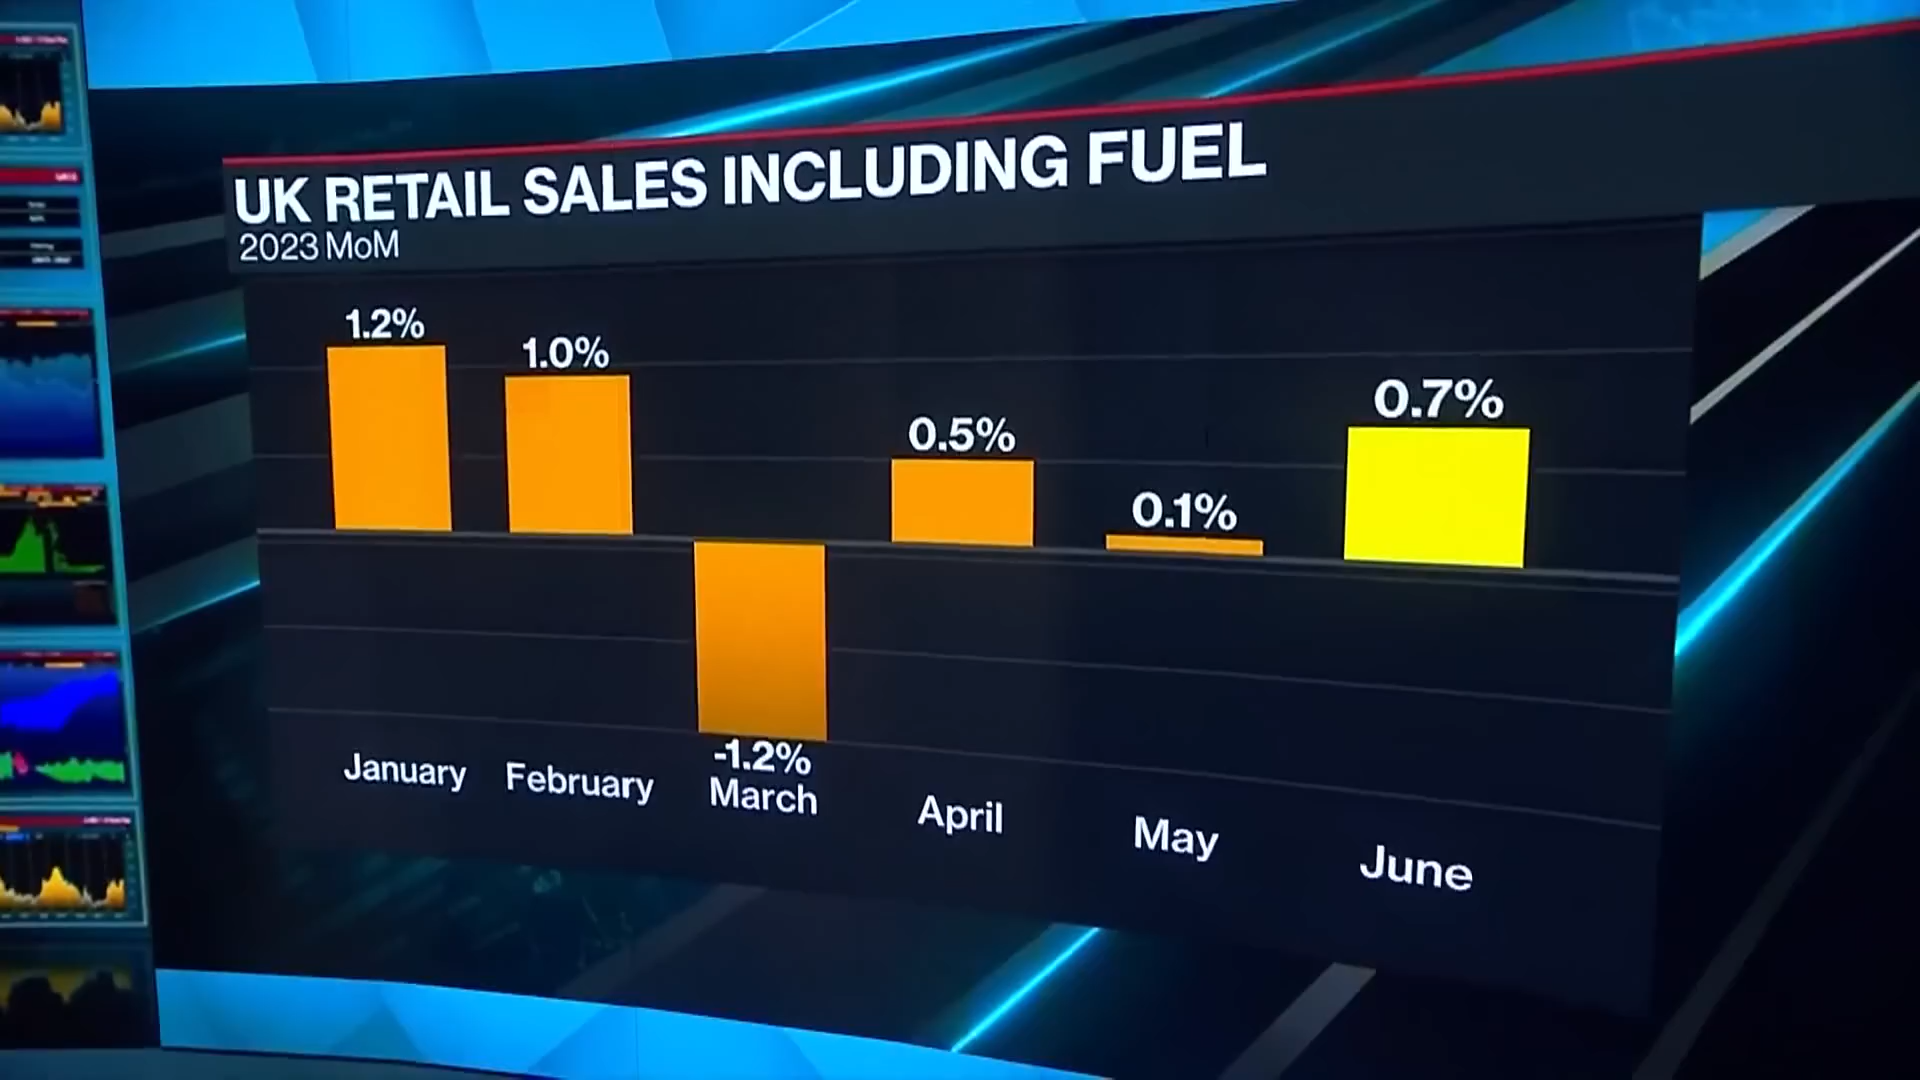 UK RETAIL SALES INCLUDING FUEL
2023 MoM
1.2%
1.0%
0.5%
0.1%
0.7%
-1.2%
January
February
March
April
May
June